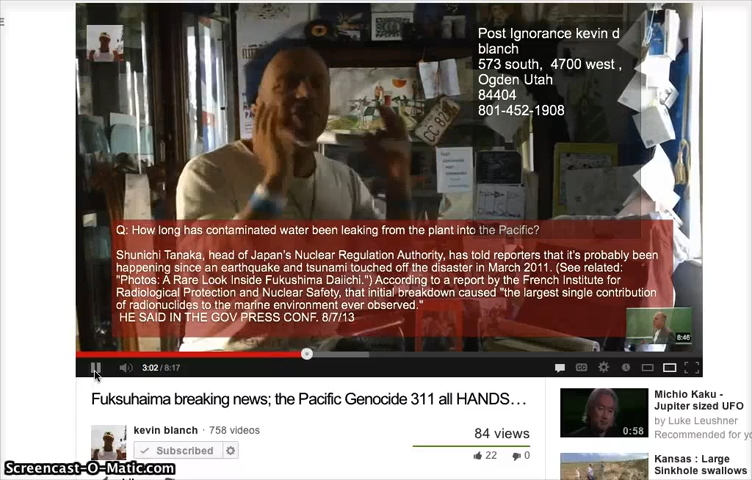 Post Ignorance kevin d
blanch
573 south, 4700 west ,
Ogden Utah
84404
801-452-1908
Q: How long has contaminated water been leaking from the plant into the Pacific?
Shunichi Tanaka, head of Japan's Nuclear Regulation Authority, has told reporters that it's probably been
happening since an earthquake and tsunami touched off the disaster in March 2011. (See related:
"Photos: A Rare Look Inside Fukushima Daiichi.") According to a report by the French Institute for
Radiological Protection and Nuclear Safety, that initial breakdown caused "the largest single contribution
of radionuclides to the marine environment ever observed."
HE SAID IN THE GOV PRESS CONF. 8/7/13
8:46
3:02 / 8:17
Fuksuhaima breaking news; the Pacific Genocide 311 all HANDS…
kevin blanch · 758 videos
Subscribed
84 views
22 0
Michio Kaku -
Jupiter sized UFO
by Luke Leushner
Recommended for yo
0:58
Kansas : Large
Sinkhole swallows
Screencast-O-Matic.com